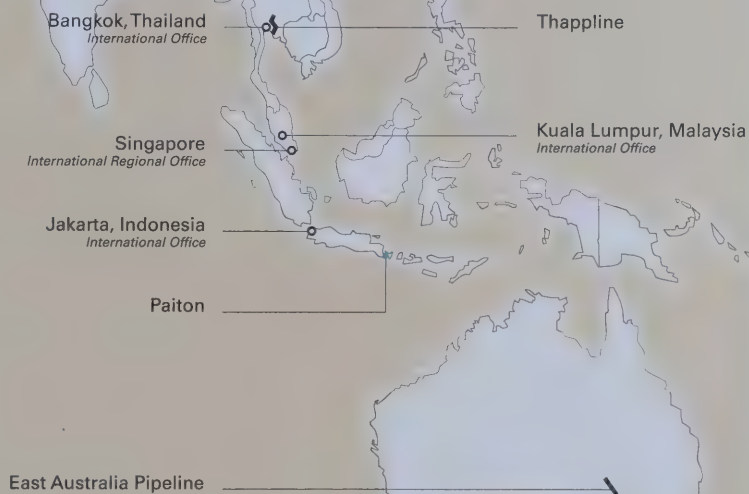 Bangkok, Thailand
International Office
Thappline
Kuala Lumpur, Malaysia
International Office
Singapore
International Regional Office
Jakarta, Indonesia
International Office
Paiton
East Australia Pipeline